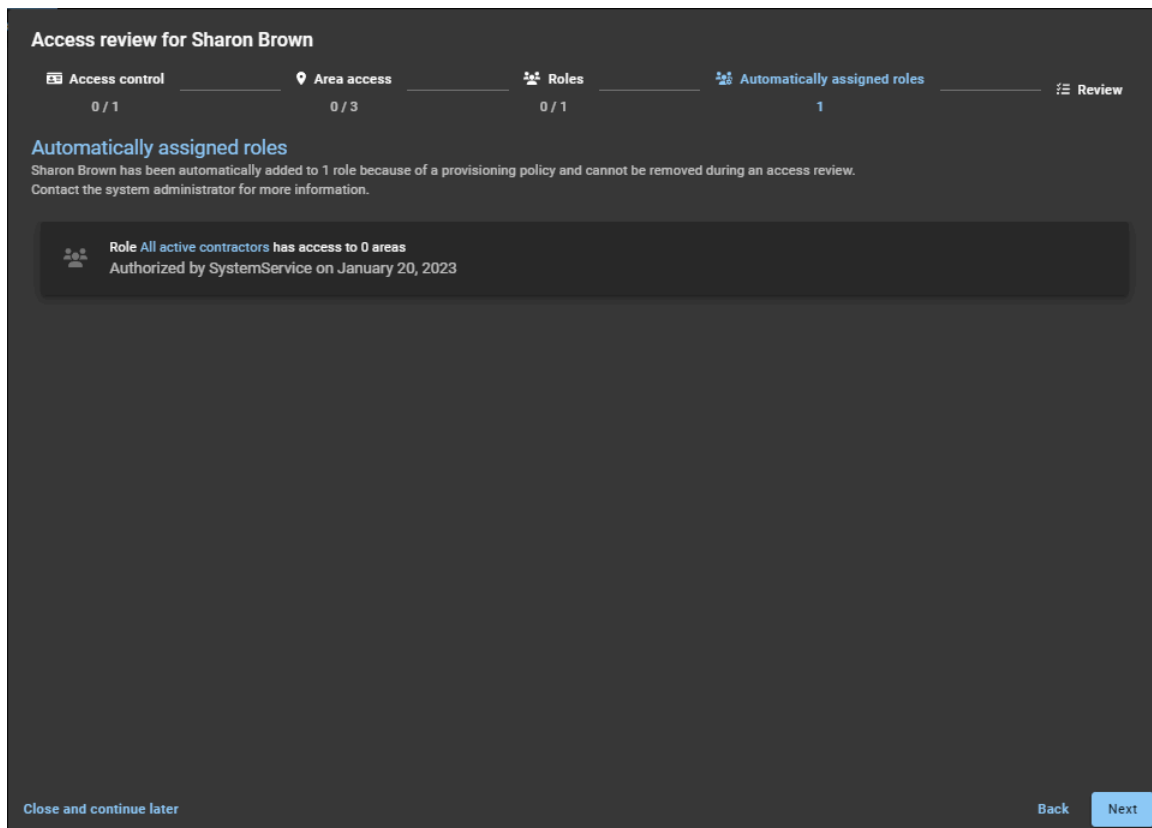 Access review for Sharon Brown
Access control
0 / 1
Area access
0 / 3
Roles
0 / 1
Automatically assigned roles
1
Review
Automatically assigned roles
Sharon Brown has been automatically added to 1 role because of a provisioning policy and cannot be removed during an access review.
Contact the system administrator for more information.
Role All active contractors has access to 0 areas
Authorized by SystemService on January 20, 2023
Close and continue later
Back
Next